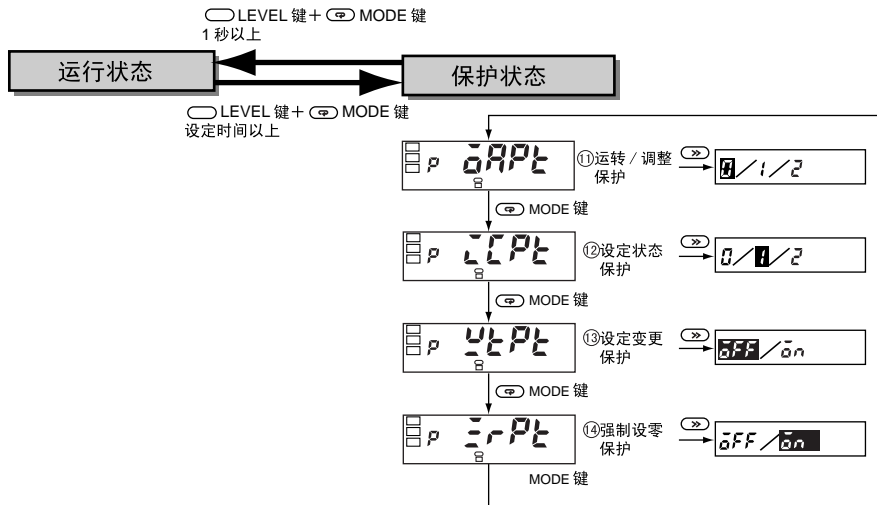 LEVEL 键+ MODE 键
1 秒以上
运行状态
保护状态
LEVEL 键+ MODE 键
设定时间以上
P oAPt
⑪运转 / 调整
保护
0/1/2
MODE 键
P iCPt
⑫设定状态
保护
0/1/2
MODE 键
P WtPt
⑬设定变更
保护
oFF/on
MODE 键
P ZrPt
⑭强制设零
保护
oFF/on
MODE 键